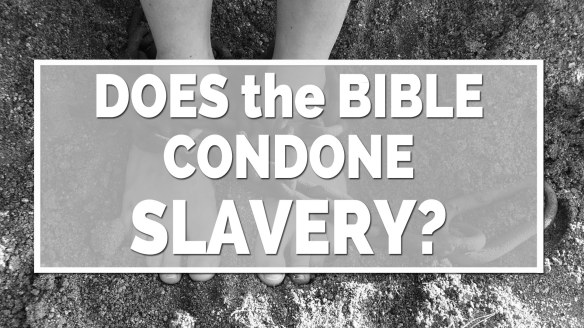 DOES the BIBLE
CONDONE
SLAVERY?